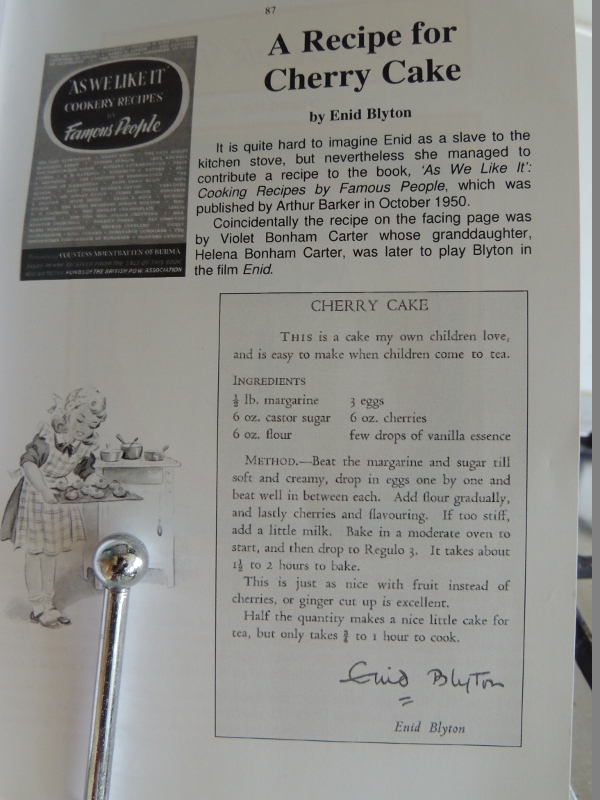 87
A Recipe for
Cherry Cake
by Enid Blyton
'AS WE LIKE IT'
COOKERY RECIPES
BY
Famous People
COUNTESS MOUNTBATTEN OF BURMA
FUNDS OF THE BRITISH P.O.W. ASSOCIATION
It is quite hard to imagine Enid as a slave to the
kitchen stove, but nevertheless she managed to
contribute a recipe to the book, 'As We Like It':
Cooking Recipes by Famous People, which was
published by Arthur Barker in October 1950.
Coincidentally the recipe on the facing page was
by Violet Bonham Carter whose granddaughter,
Helena Bonham Carter, was later to play Blyton in
the film Enid.
CHERRY CAKE
THIS is a cake my own children love,
and is easy to make when children come to tea.
INGREDIENTS
½ lb. margarine 3 eggs
6 oz. castor sugar 6 oz. cherries
6 oz. flour few drops of vanilla essence
METHOD.—Beat the margarine and sugar till
soft and creamy, drop in eggs one by one and
beat well in between each. Add flour gradually,
and lastly cherries and flavouring. If too stiff,
add a little milk. Bake in a moderate oven to
start, and then drop to Regulo 3. It takes about
1½ to 2 hours to bake.
This is just as nice with fruit instead of
cherries, or ginger cut up is excellent.
Half the quantity makes a nice little cake for
tea, but only takes ¾ to 1 hour to cook.
Enid Blyton
Enid Blyton